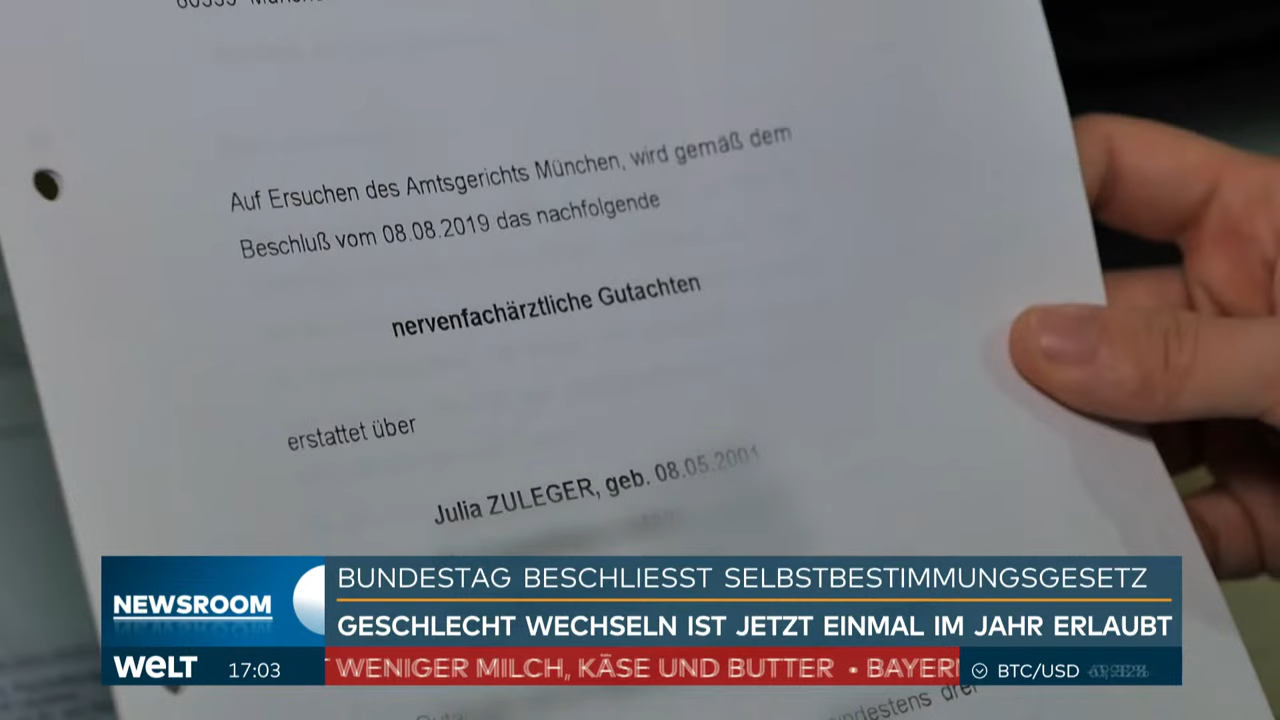 Auf Ersuchen des Amtsgerichts München, wird gemäß dem
Beschluß vom 08.08.2019 das nachfolgende
nervenfachärztliche Gutachten
erstattet über
Julia ZULEGER, geb. 08.05.2001
BUNDESTAG BESCHLIESST SELBSTBESTIMMUNGSGESETZ
NEWSROOM
GESCHLECHT WECHSELN IST JETZT EINMAL IM JAHR ERLAUBT
WELT 17:03 WENIGER MILCH, KÄSE UND BUTTER • BAYER BTC/USD